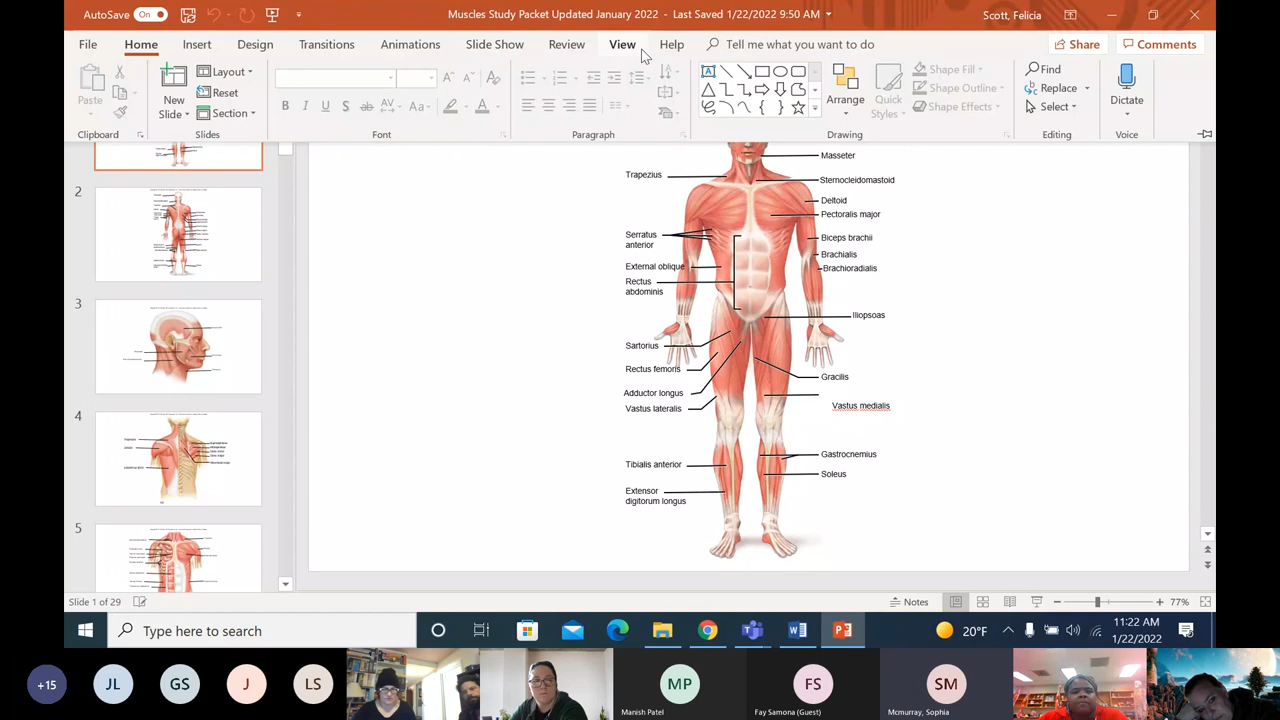 AutoSave On Muscles Study Packet Updated January 2022 - Last Saved 1/22/2022 9:50 AM Scott, Felicia
File Home Insert Design Transitions Animations Slide Show Review View Help Tell me what you want to do Share Comments
Paste
New
Slide
Layout
Reset
Section
B I U S ab AV Aa A
Arrange
Quick
Styles
Shape Fill
Shape Outline
Shape Effects
Find
Replace
Select
Dictate
Clipboard Slides Font Paragraph Drawing Editing Voice
2
3
4
5
Masseter
Trapezius
Sternocleidomastoid
Deltoid
Pectoralis major
Serratus
anterior
Biceps brachii
Brachialis
External oblique
Brachioradialis
Rectus
abdominis
Iliopsoas
Sartorius
Rectus femoris
Gracilis
Adductor longus
Vastus lateralis
Vastus medialis
Gastrocnemius
Tibialis anterior
Soleus
Extensor
digitorum longus
Slide 1 of 29 Notes 77%
Type here to search 20°F 11:22 AM
1/22/2022
+15 JL GS J LS MP FS SM
Manish Patel Fay Samona (Guest) Mcmurray, Sophia